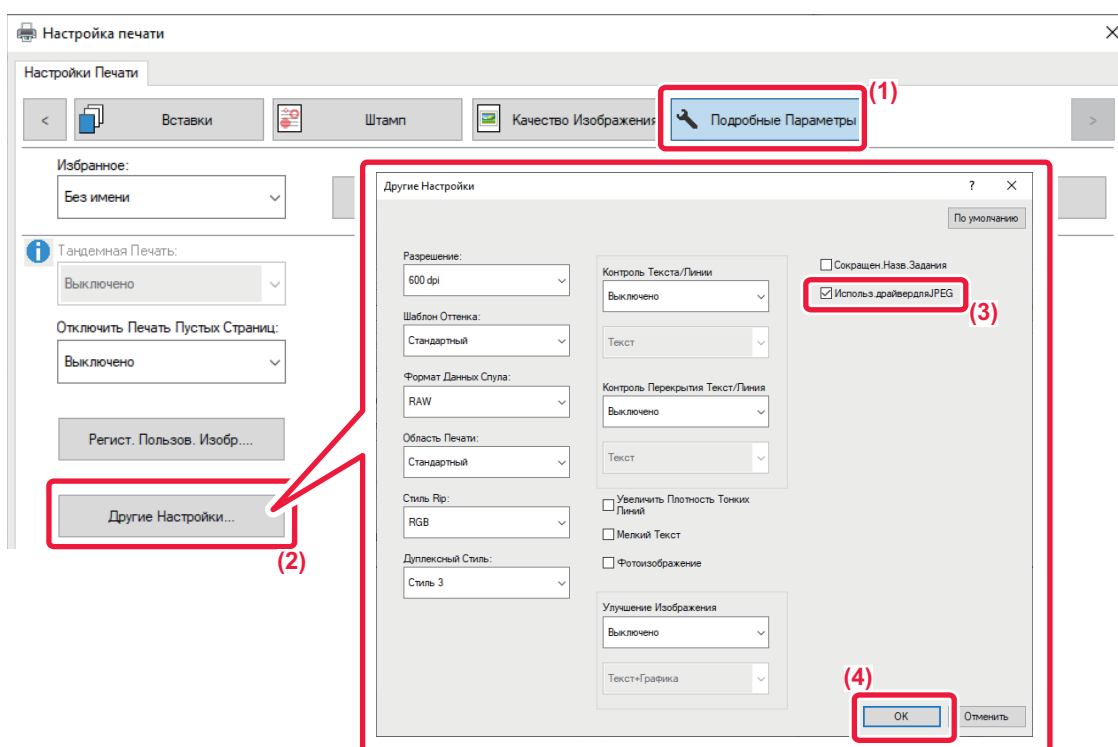 Настройка печати
Настройки Печати
(1)
<
Вставки
Штамп
Качество Изображения
Подробные Параметры
>
Избранное:
Без имени
Тандемная Печать:
Выключено
Отключить Печать Пустых Страниц:
Выключено
Регист. Пользов. Изобр....
Другие Настройки...
(2)
Другие Настройки
?
По умолчанию
Разрешение:
600 dpi
Шаблон Оттенка:
Стандартный
Формат Данных Спула:
RAW
Область Печати:
Стандартный
Стиль Rip:
RGB
Дуплексный Стиль:
Стиль 3
Контроль Текста/Линии
Выключено
Текст
Контроль Перекрытия Текст/Линия
Выключено
Текст
Увеличить Плотность Тонких
Линий
Мелкий Текст
Фотоизображение
Улучшение Изображения
Выключено
Текст+Графика
Сокращен.Назв.Задания
Использ.драйвердляJPEG
(3)
(4)
OK
Отменить